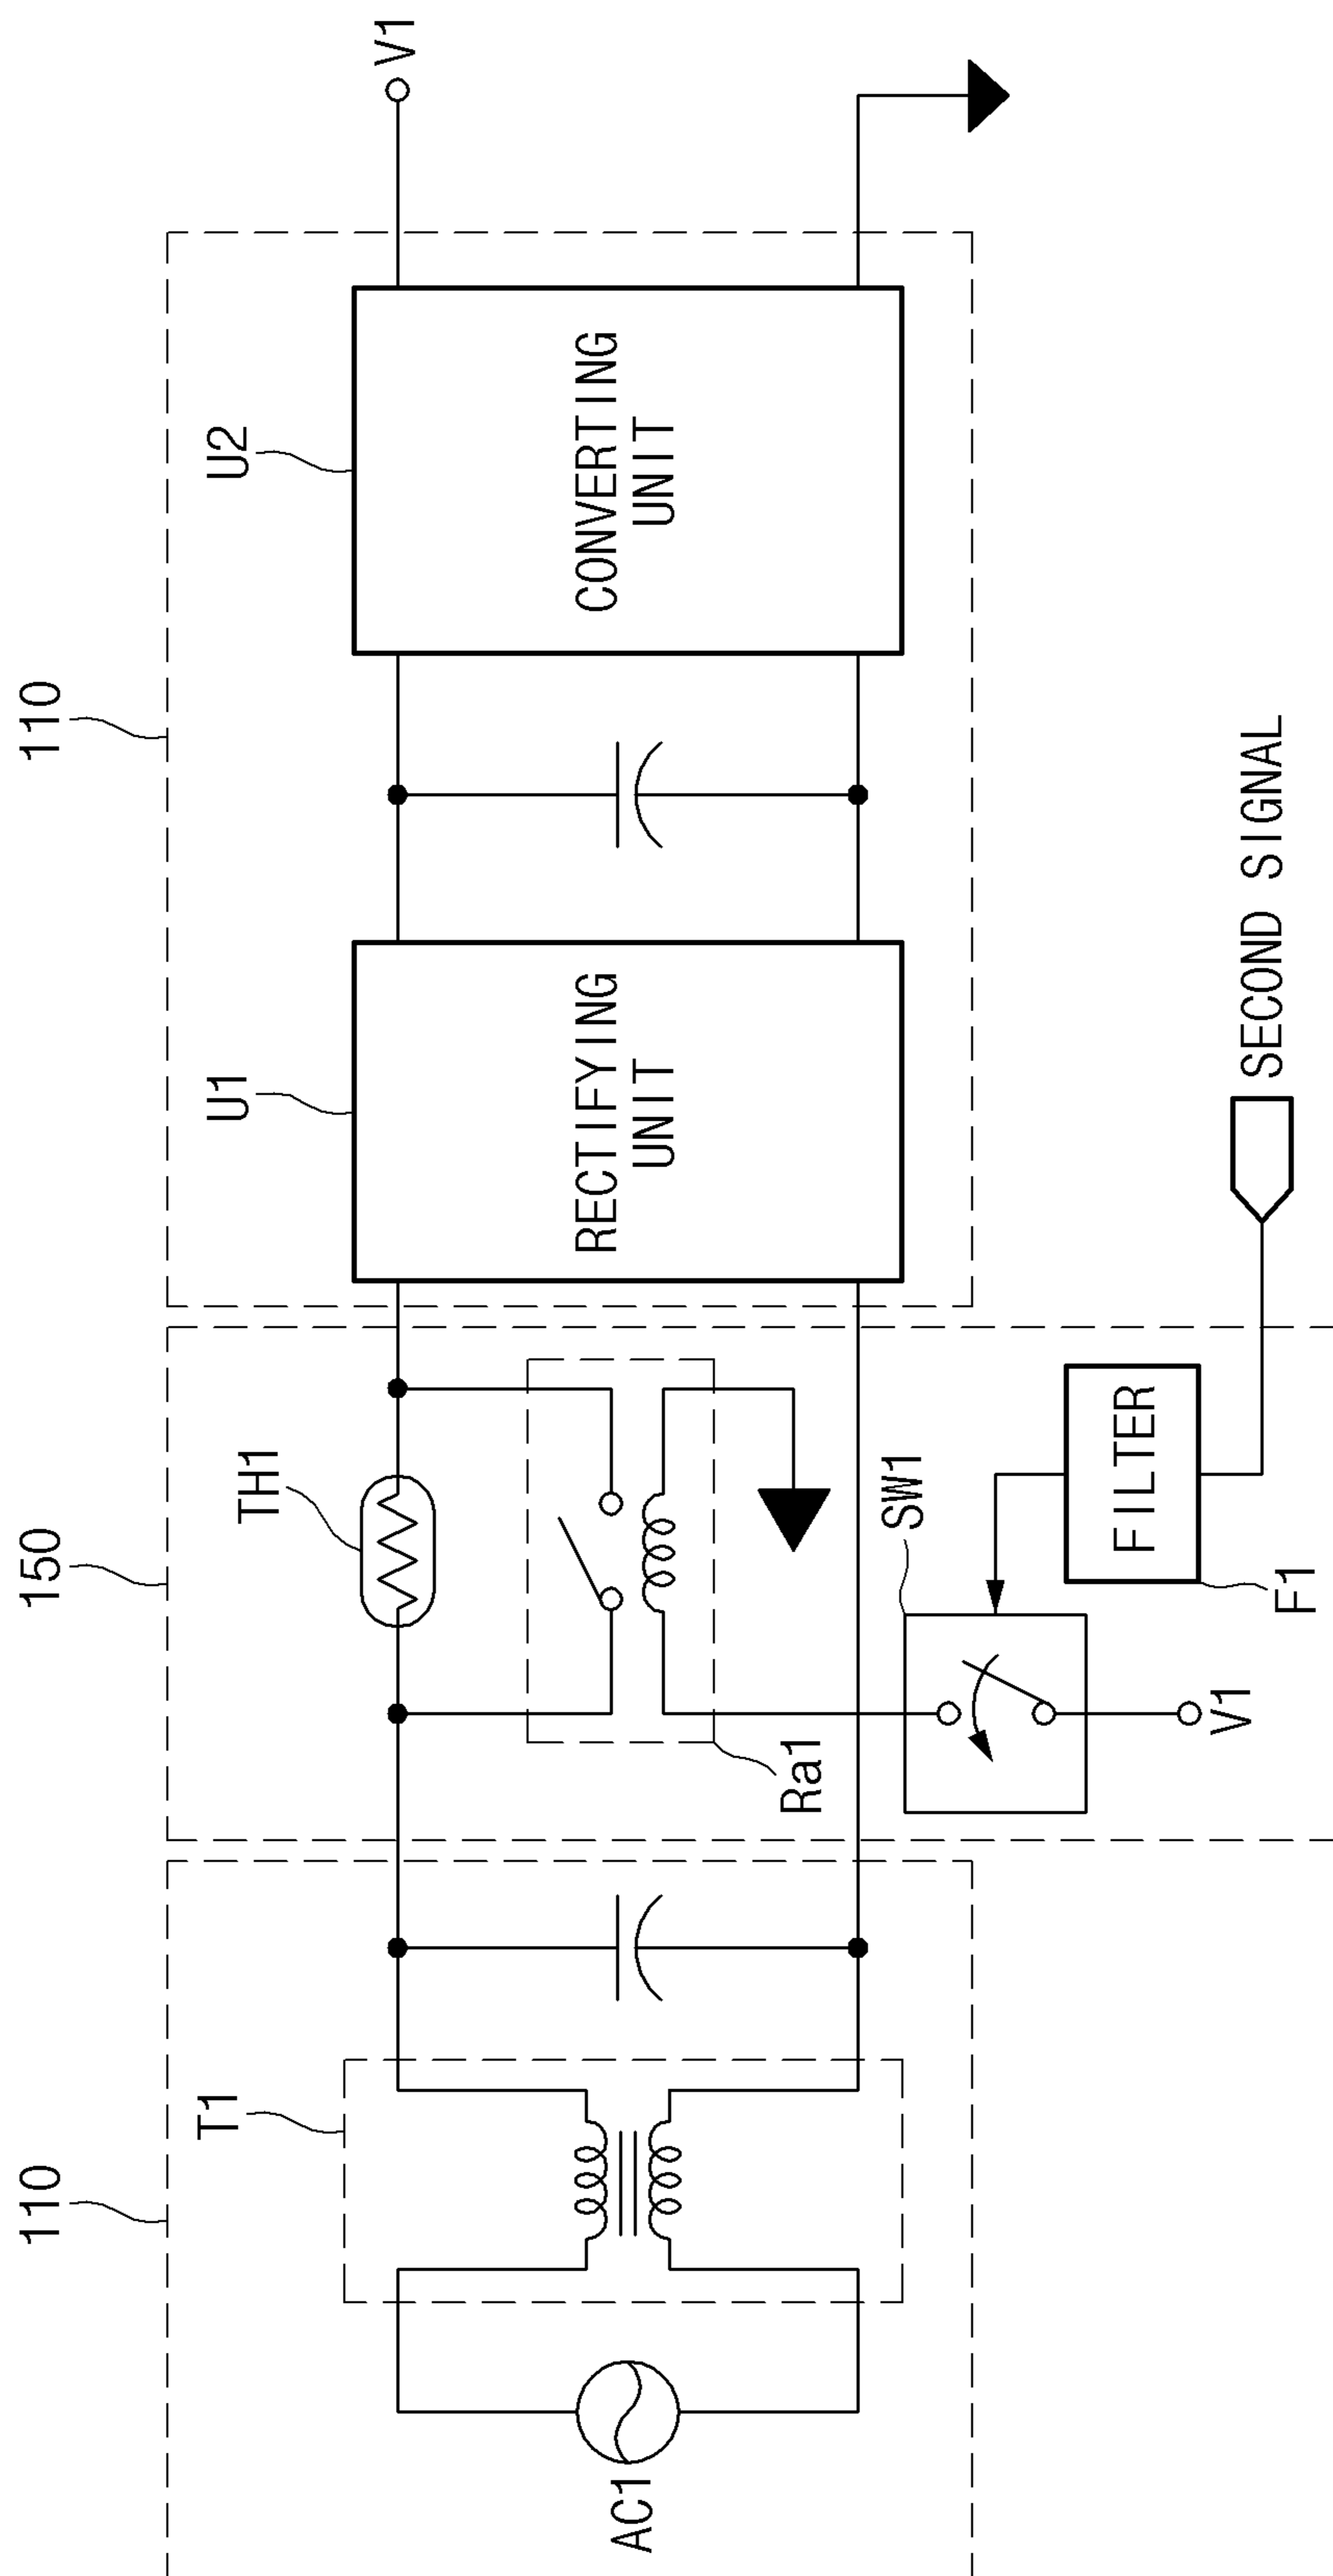 110
150
110
T1
TH1
U1
U2
AC1
RECTIFYING
UNIT
CONVERTING
UNIT
V1
Ra1
SW1
V1
FILTER
F1
SECOND SIGNAL